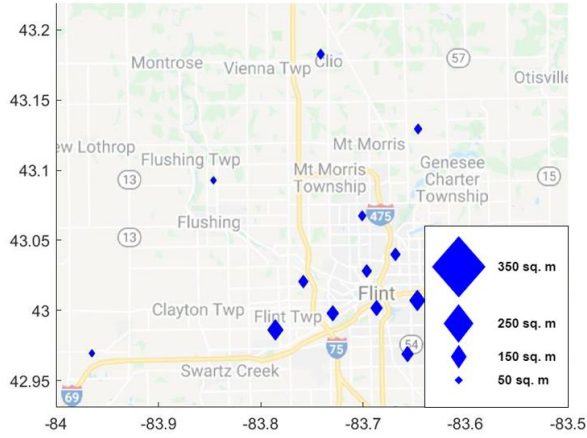 43.2
Montrose
Vienna Twp
Clio
57
Otisville
43.15
ew Lothrop
Flushing Twp
Mt Morris
43.1
13
Mt Morris
Township
Genesee
Charter
Township
15
475
Flushing
43.05
13
350 sq. m
Flint
43
Clayton Twp
Flint Twp
250 sq. m
75
54
150 sq. m
Swartz Creek
50 sq. m
42.95
69
-84
-83.9
-83.8
-83.7
-83.6
-83.5